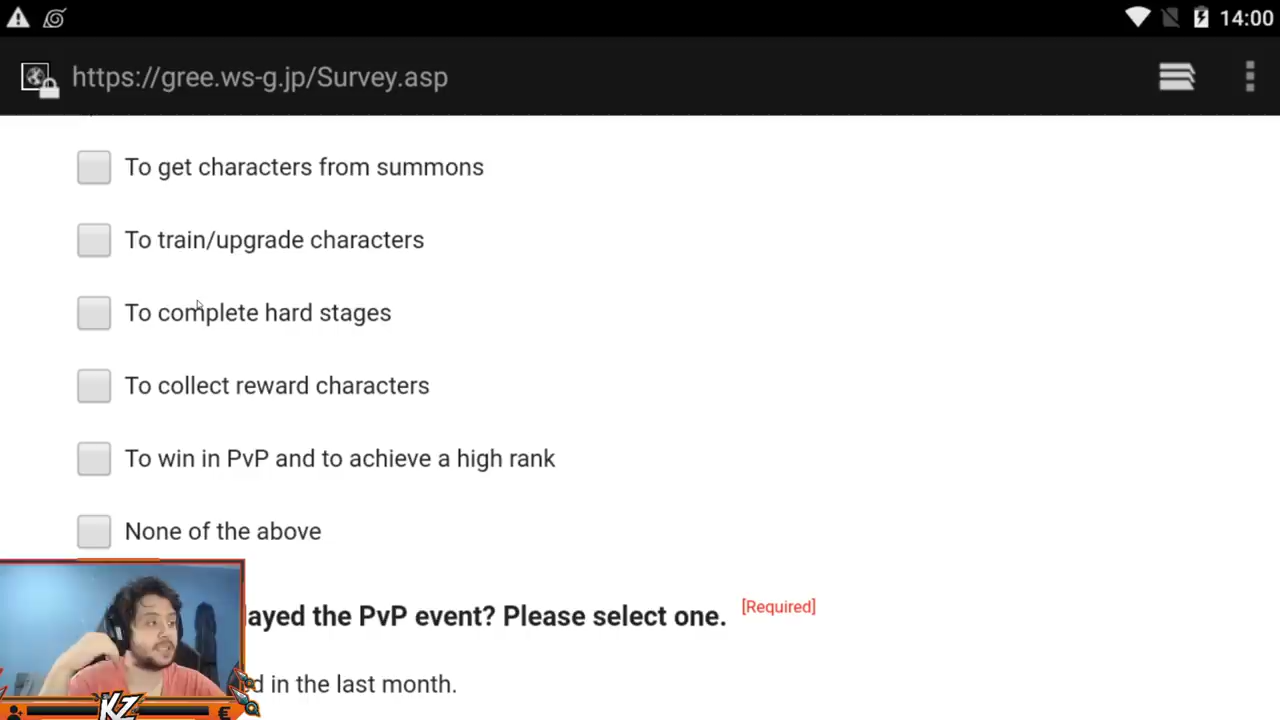 14:00
https://gree.ws-g.jp/Survey.asp
To get characters from summons
To train/upgrade characters
To complete hard stages
To collect reward characters
To win in PvP and to achieve a high rank
None of the above
ayed the PvP event? Please select one. [Required]
d in the last month.
KZ
€